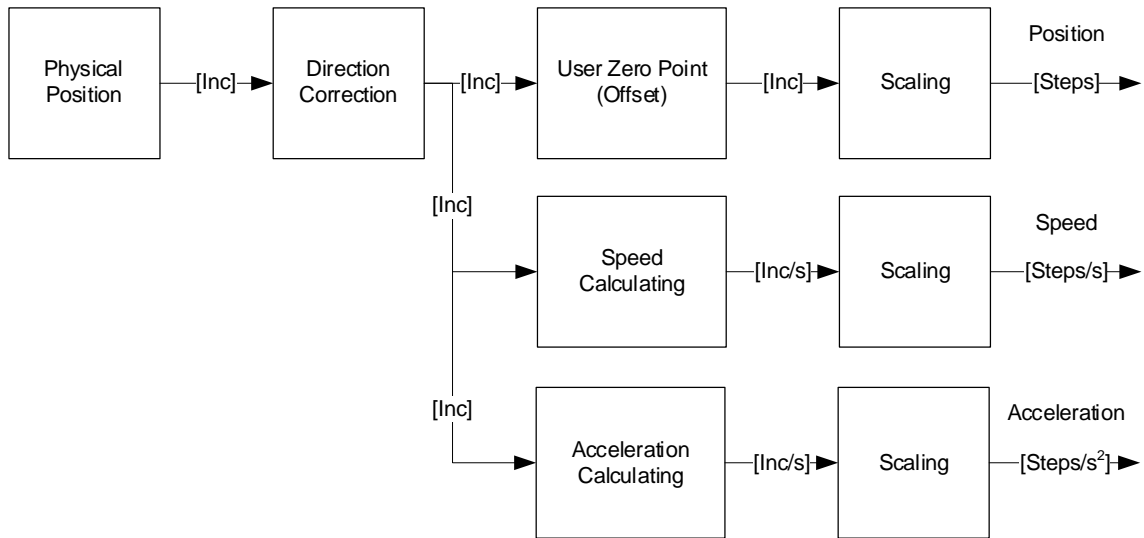 Physical
Position
[Inc]
Direction
Correction
[Inc]
User Zero Point
(Offset)
[Inc]
Scaling
Position
[Steps]
[Inc]
Speed
Calculating
[Inc/s]
Scaling
Speed
[Steps/s]
[Inc]
Acceleration
Calculating
[Inc/s]
Scaling
Acceleration
[Steps/s²]